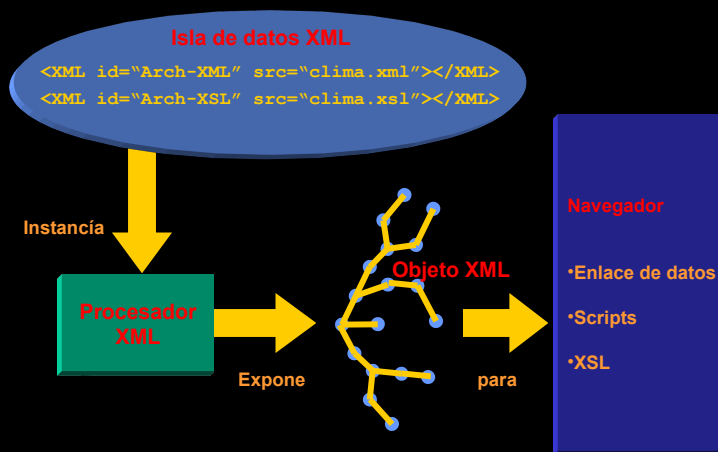 Isla de datos XML
<XML id=“Arch-XML” src=“clima.xml”></XML>
<XML id=“Arch-XSL” src=“clima.xsl”></XML>
Instancía
Procesador
XML
Expone
Objeto XML
para
Navegador
•Enlace de datos
•Scripts
•XSL